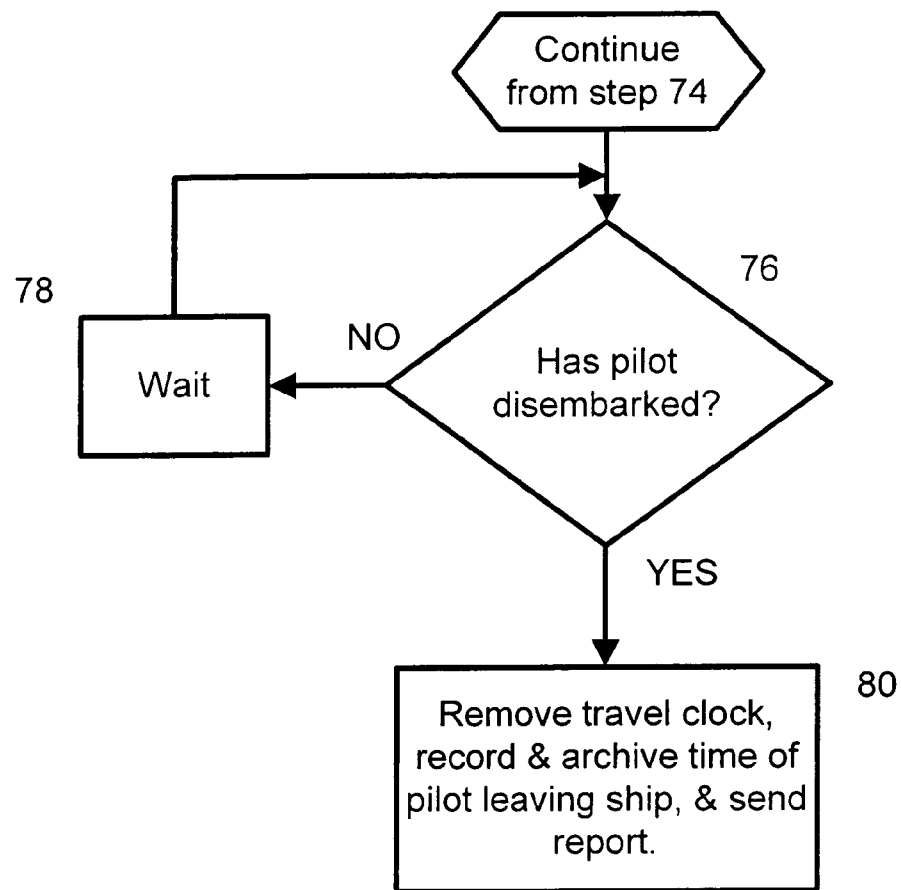 Continue
from step 74
76
78
NO
Has pilot
disembarked?
Wait
YES
80
Remove travel clock,
record & archive time of
pilot leaving ship, & send
report.